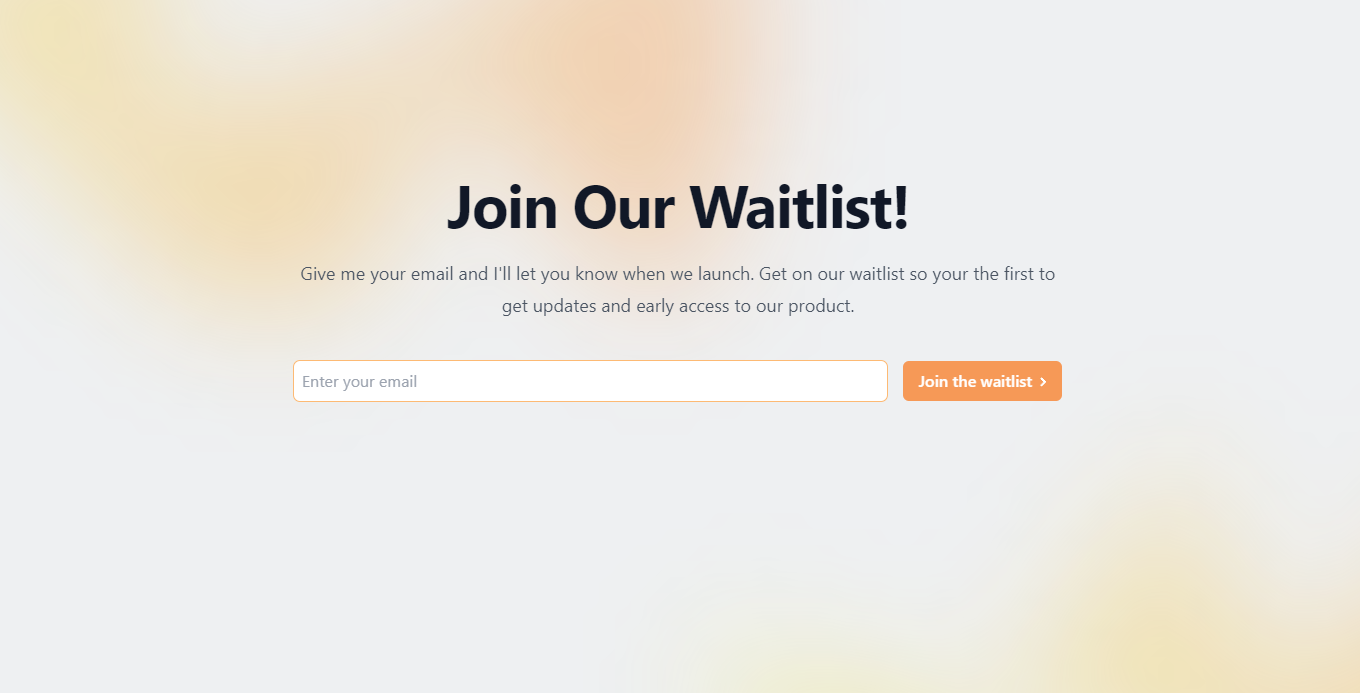 Join Our Waitlist!
Give me your email and I'll let you know when we launch. Get on our waitlist so your the first to
get updates and early access to our product.
Enter your email
Join the waitlist